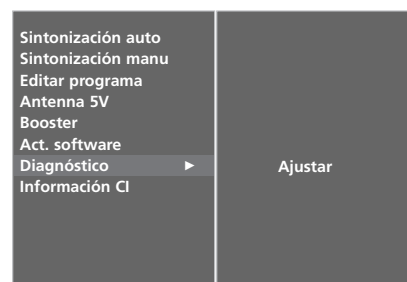 Sintonización auto
Sintonización manu
Editar programa
Antenna 5V
Booster
Act. software
Diagnóstico ►
Ajustar
Información CI